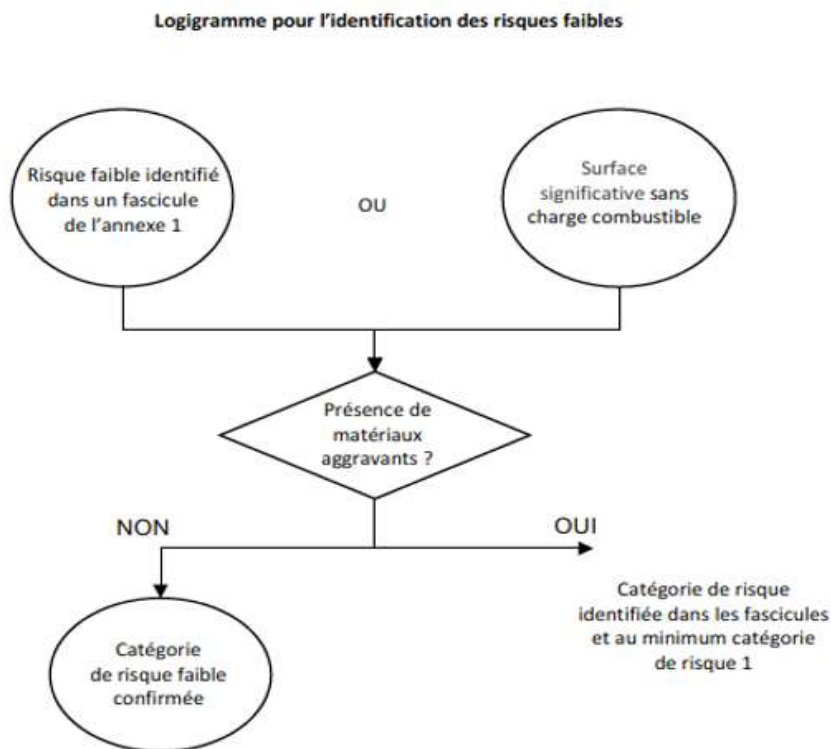 Logigramme pour l'identification des risques faibles
Risque faible identifié
dans un fascicule
de l'annexe 1
OU
Surface
significative sans
charge combustible
Présence de
matériaux
aggravants ?
NON
OUI
Catégorie
de risque faible
confirmée
Catégorie de risque
identifiée dans les fascicules
et au minimum catégorie
de risque 1